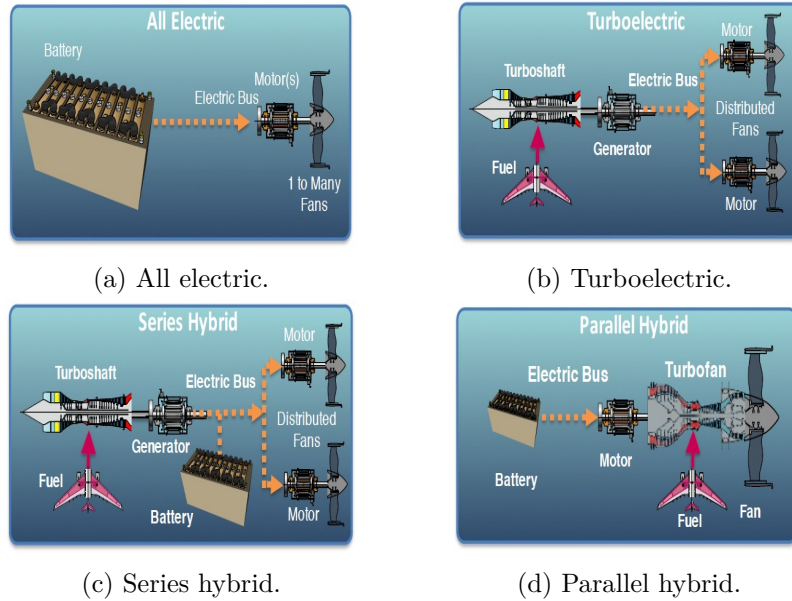 All Electric
Battery
Motor(s)
Electric Bus
1 to Many
Fans
(a) All electric.
Motor
Turboshaft
Electric Bus
Distributed
Fans
Generator
Fuel
Motor
(b) Turboelectric.
Series Hybrid
Motor
Turboshaft
Electric Bus
Distributed
Fans
Generator
Fuel
Battery
Motor
(c) Series hybrid.
Parallel Hybrid
Electric Bus
Turbofan
Battery
Motor
Fuel
Fan
(d) Parallel hybrid.
Turboelectric